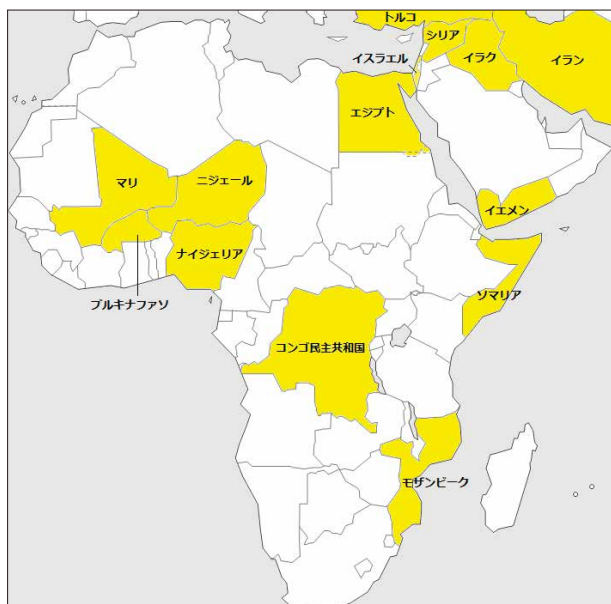 トルコ
シリア
イスラエル
イラク
イラン
エジプト
マリ
ニジェール
イエメン
ナイジェリア
ブルキナファソ
ソマリア
コンゴ民主共和国
モザンビーク